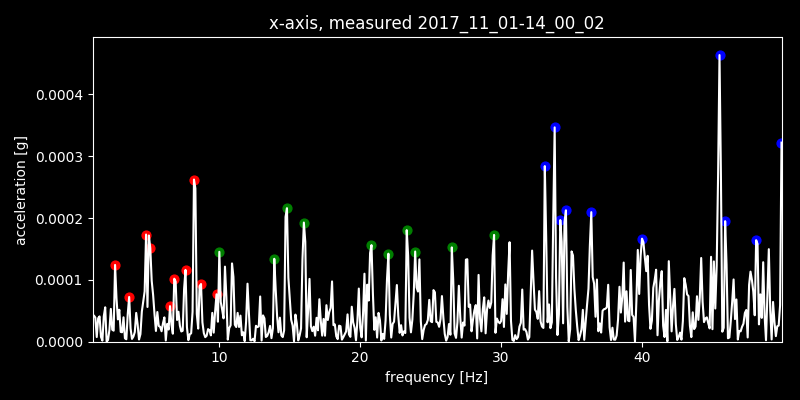 x-axis, measured 2017_11_01-14_00_02
acceleration [g]
0.0004
0.0003
0.0002
0.0001
0.0000
10 20 30 40
frequency [Hz]